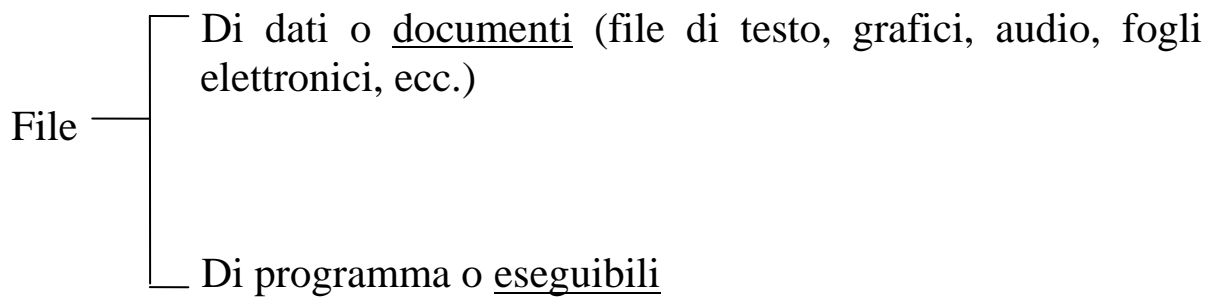 Di dati o documenti (file di testo, grafici, audio, fogli
elettronici, ecc.)
File
Di programma o eseguibili